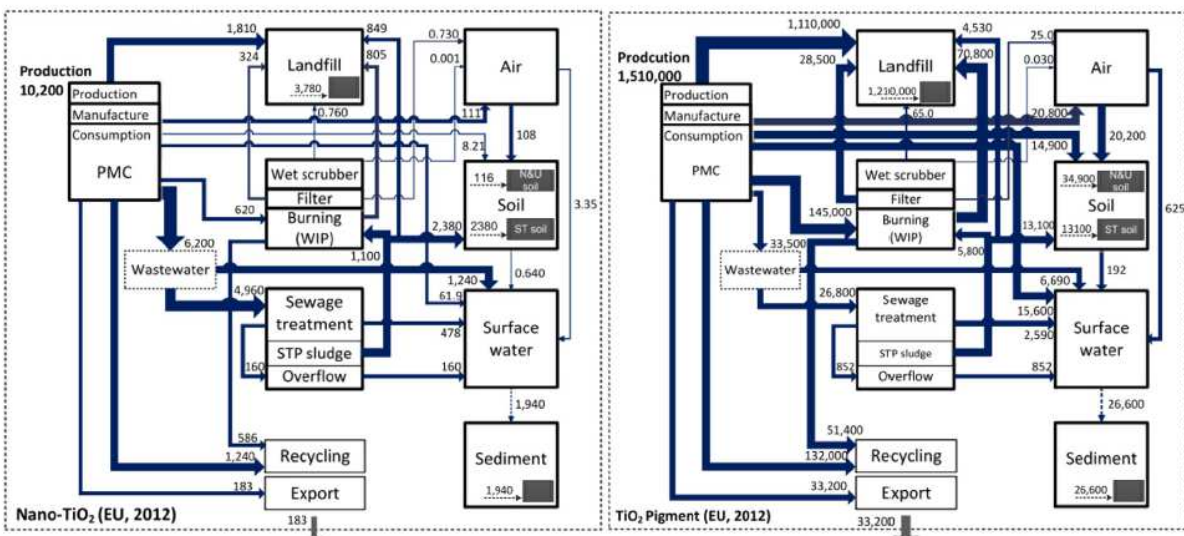 1,810
849
0.730
324
805
0.001
Production
10,200
Landfill
Air
3,780
Production
Manufacture
Consumption
PMC
0.760
111
108
8.21
Wet scrubber
Filter
Burning
(WIP)
116
N&U
soil
Soil
2380
ST soil
620
2,380
3.35
6,200
1,100
Wastewater
1,240
0.640
4,960
61.9
Sewage
treatment
478
Surface
water
STP sludge
160
Overflow
160
1,940
586
Recycling
1,240
Export
183
Sediment
1,940
Nano-TiO₂ (EU, 2012)
183
1,110,000
4,530
25.0
28,500
70,800
0.030
Prodcution
1,510,000
Landfill
Air
1,210,000
Production
Manufacture
Consumption
PMC
65.0
20,800
20,200
14,900
Wet scrubber
Filter
Burning
(WIP)
34,900
N&U
soil
Soil
13100
ST soil
145,000
13,100
625
33,500
5,800
Wastewater
6,690
192
26,800
Sewage
treatment
15,600
2,590
Surface
water
STP sludge
852
Overflow
852
26,600
51,400
Recycling
132,000
Export
33,200
Sediment
26,600
TiO₂ Pigment (EU, 2012)
33,200